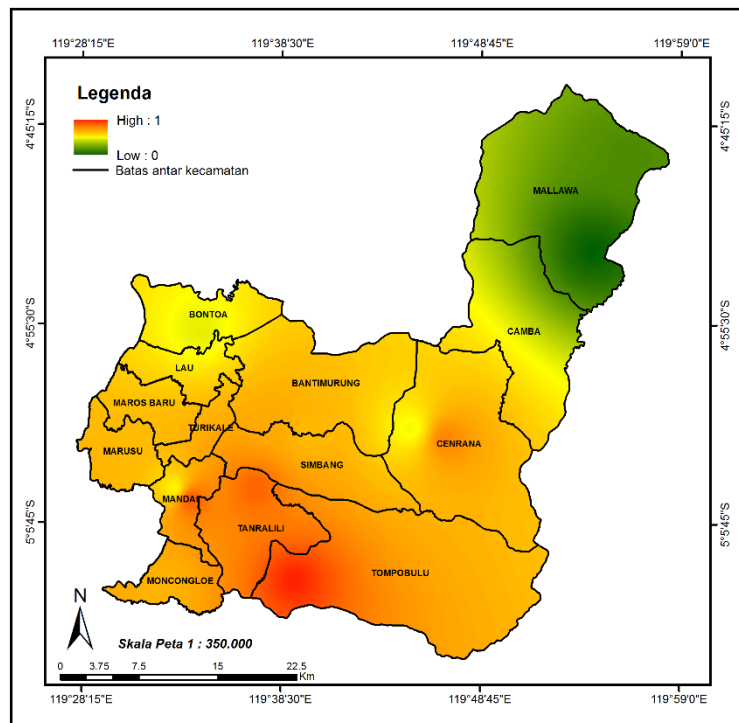 119°28'15"E 119°38'30"E 119°48'45"E 119°59'0"E
Legenda
High : 1
Low : 0
Batas antar kecamatan
4°45'15"S 4°45'15"S
MALLAWA
BONTOA
4°55'30"S 4°55'30"S
CAMBA
LAU
BANTIMURUNG
MAROS BARU
TURIKALE
CENRANA
MARUSU
SIMBANG
MANDAI
5°5'45"S 5°5'45"S
TANRALILI
TOMPOBULU
MONCONGLOE
N
Skala Peta 1 : 350.000
0 3.75 7.5 15 22.5
Km
119°28'15"E 119°38'30"E 119°48'45"E 119°59'0"E